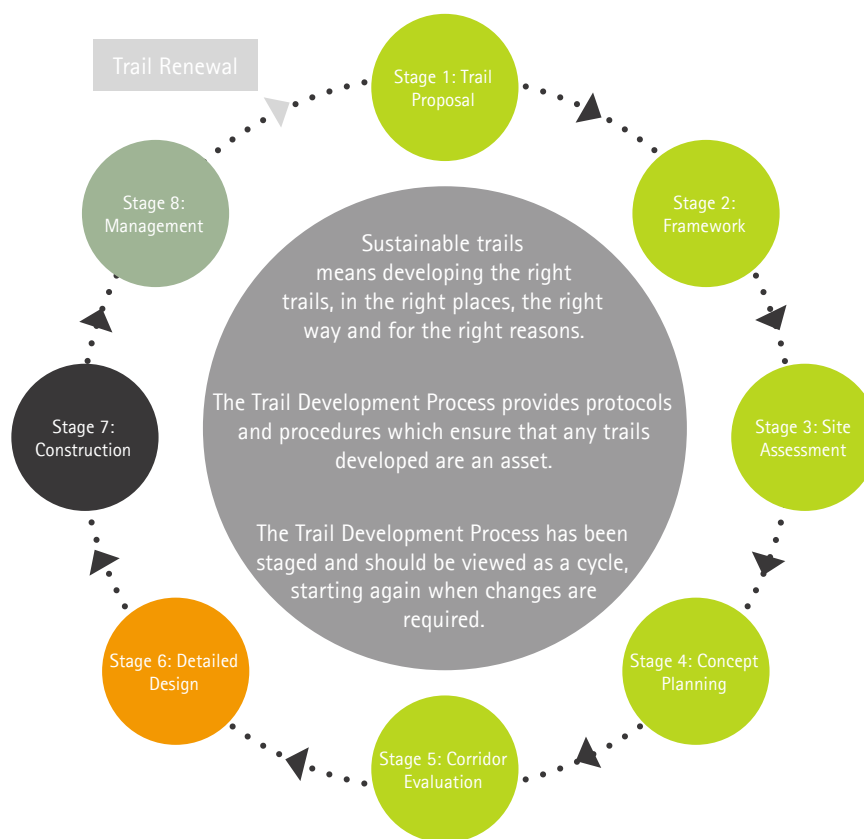 Trail Renewal
Stage 1: Trail
Proposal
Stage 2:
Framework
Stage 3: Site
Assessment
Stage 4: Concept
Planning
Stage 5: Corridor
Evaluation
Stage 6: Detailed
Design
Stage 7:
Construction
Stage 8:
Management
Sustainable trails
means developing the right
trails, in the right places, the right
way and for the right reasons.
The Trail Development Process provides protocols
and procedures which ensure that any trails
developed are an asset.
The Trail Development Process has been
staged and should be viewed as a cycle,
starting again when changes are
required.